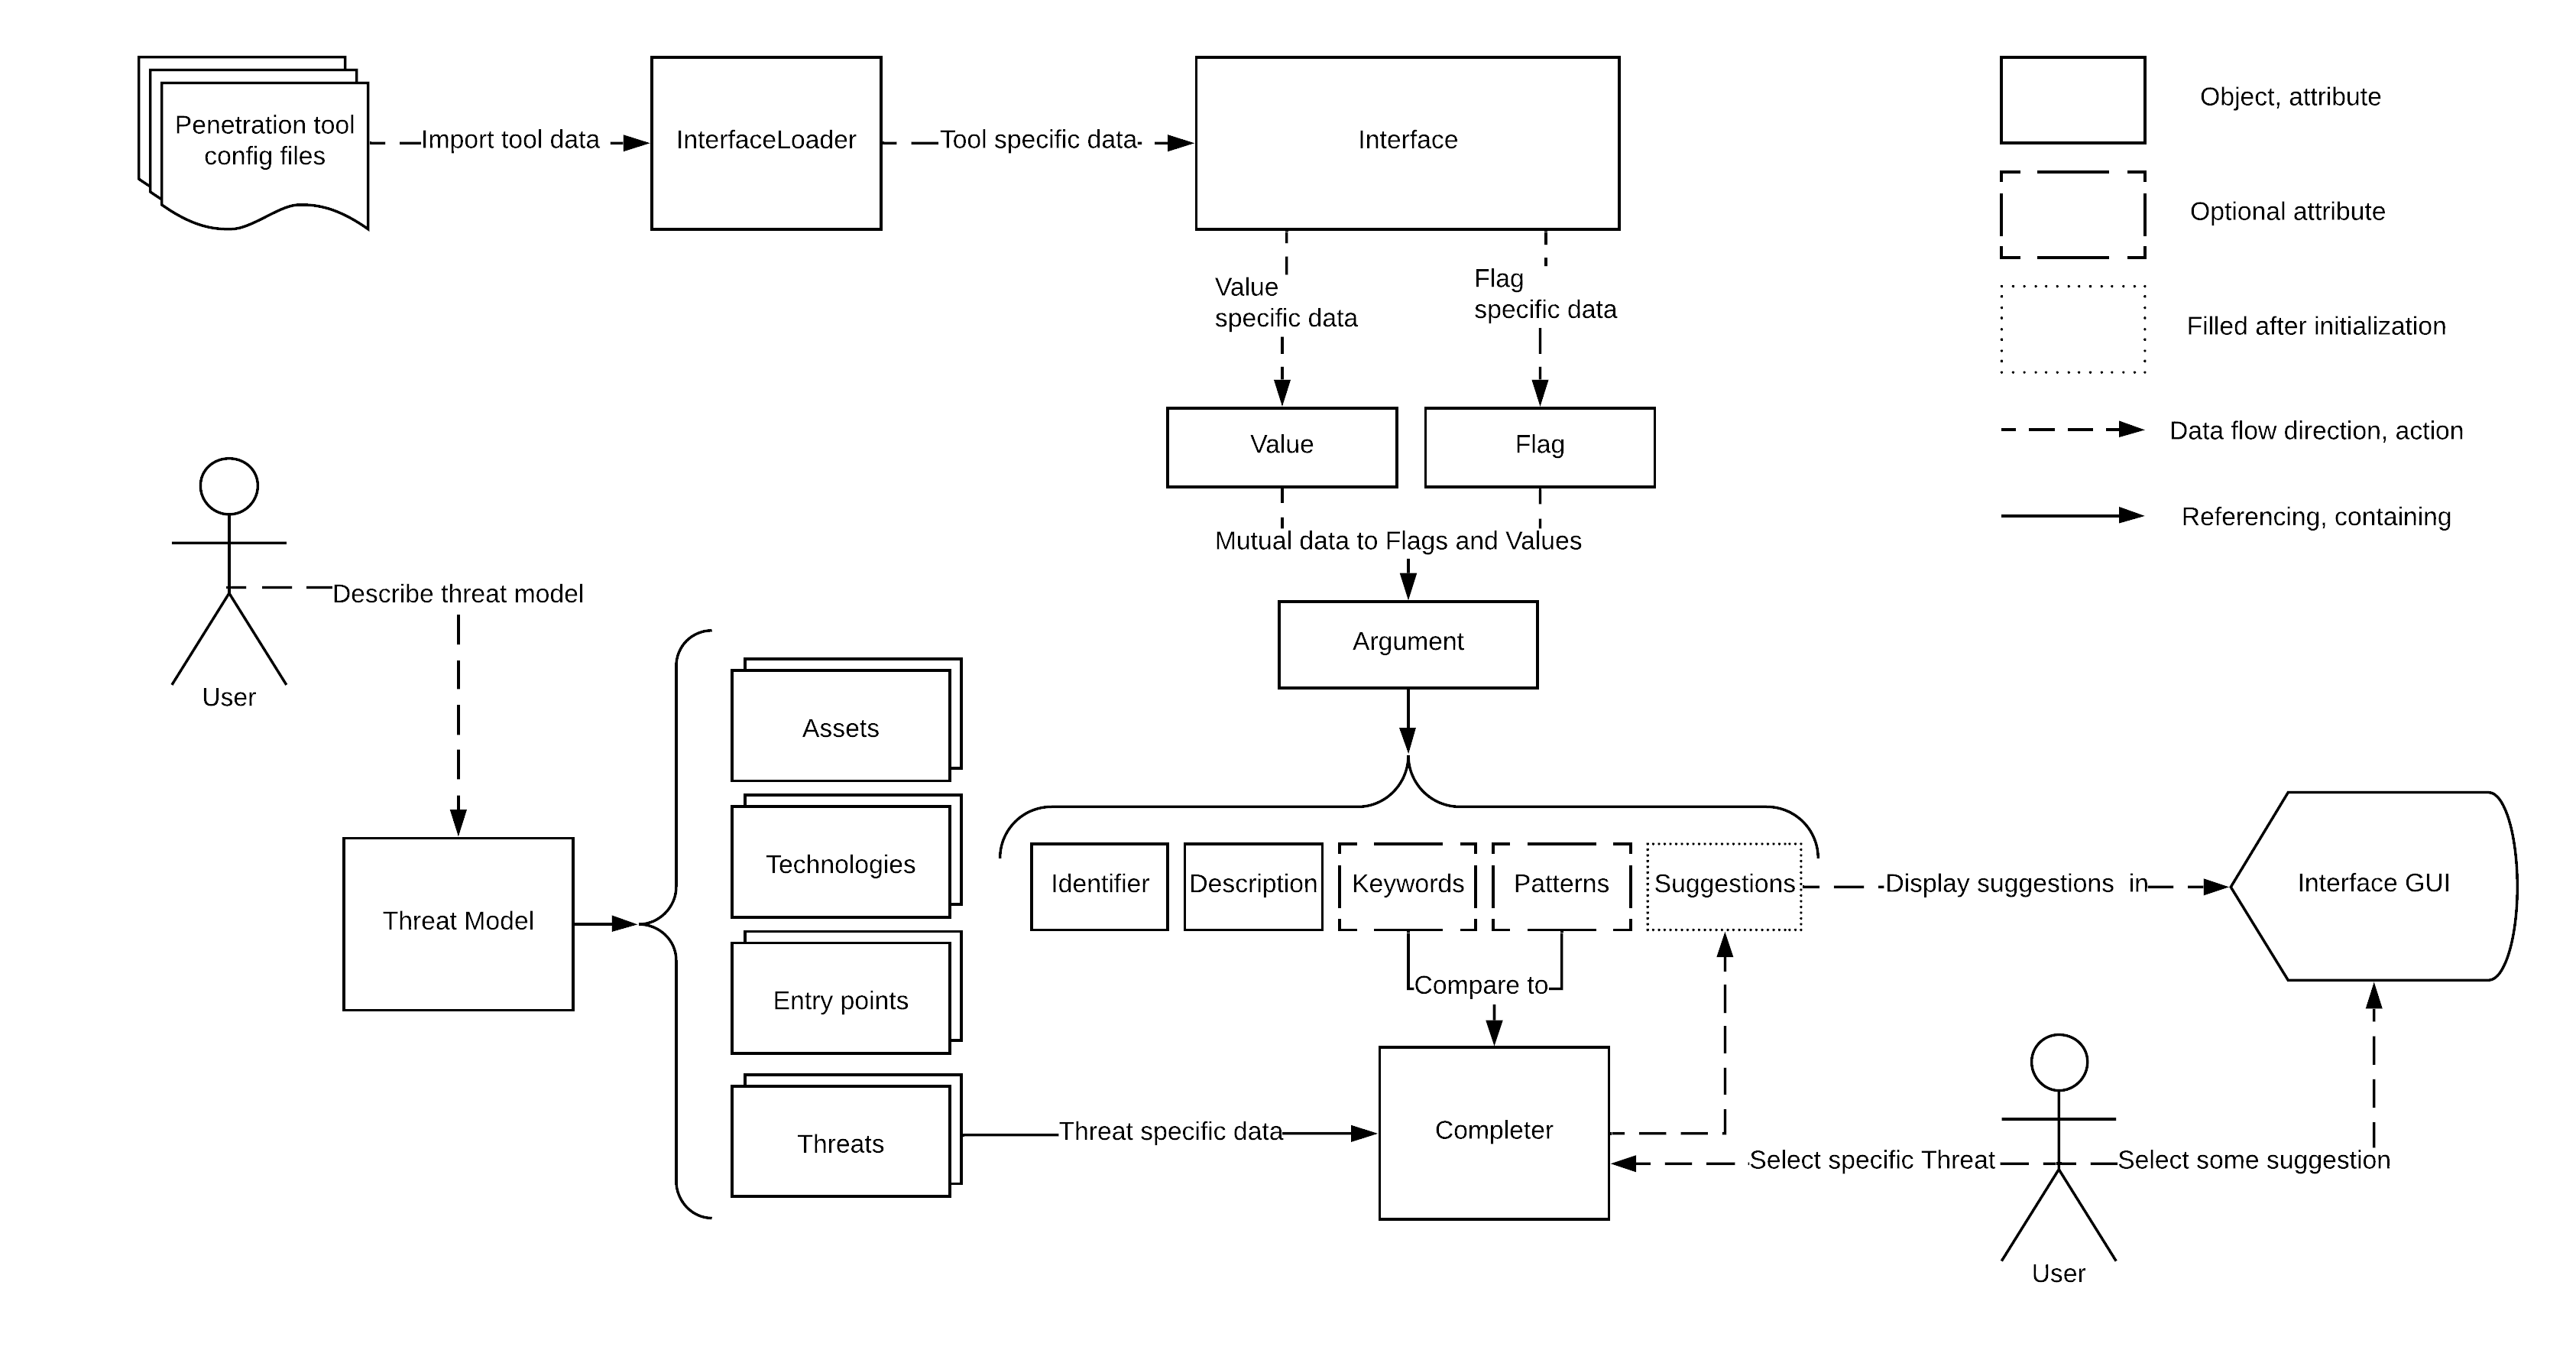 Penetration tool
config files
Import tool data
InterfaceLoader
Tool specific data
Interface
Object, attribute
Optional attribute
Filled after initialization
Data flow direction, action
Referencing, containing
Value
specific data
Flag
specific data
Value
Flag
Mutual data to Flags and Values
Argument
User
Describe threat model
Threat Model
Assets
Technologies
Entry points
Threats
Identifier
Description
Keywords
Patterns
Suggestions
Display suggestions in
Interface GUI
Compare to
Threat specific data
Completer
Select specific Threat
Select some suggestion
User